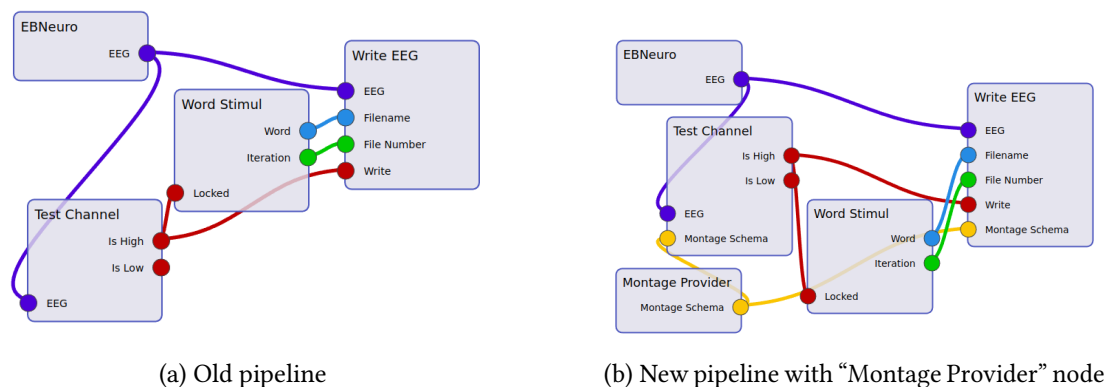 EBNeuro
EEG
Write EEG
EEG
Filename
File Number
Write
Word Stimul
Word
Iteration
Locked
Test Channel
Is High
Is Low
EEG
(a) Old pipeline
EBNeuro
EEG
Write EEG
EEG
Filename
File Number
Write
Montage Schema
Test Channel
Is High
Is Low
EEG
Montage Schema
Word Stimul
Word
Iteration
Locked
Montage Provider
Montage Schema
(b) New pipeline with “Montage Provider” node